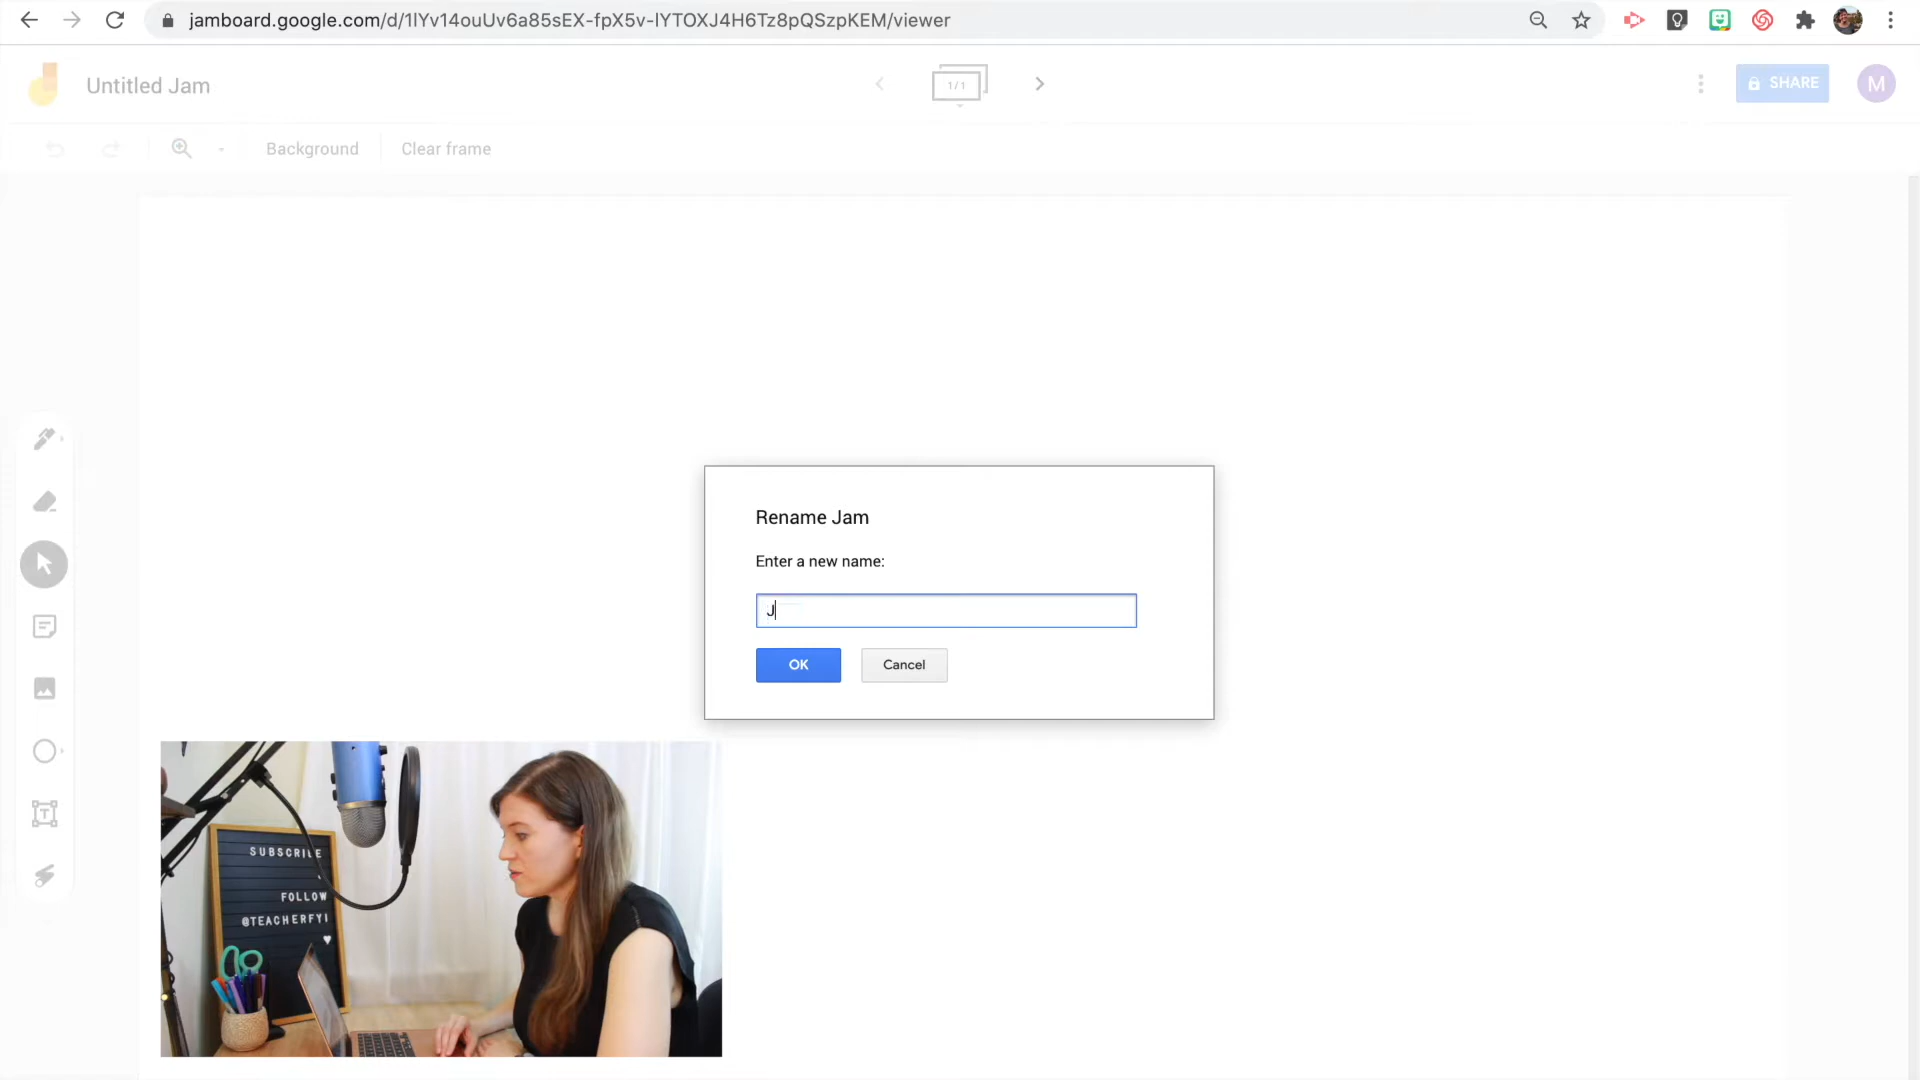 jamboard.google.com/d/1lYv14ouUv6a85sEX-fpX5v-lYTOXJ4H6Tz8pQSzpKEM/viewer
Untitled Jam
1/1
SHARE
M
Background
Clear frame
Rename Jam
Enter a new name:
J
OK
Cancel
SUBSCRIBE
FOLLOW
@TEACHERFYI